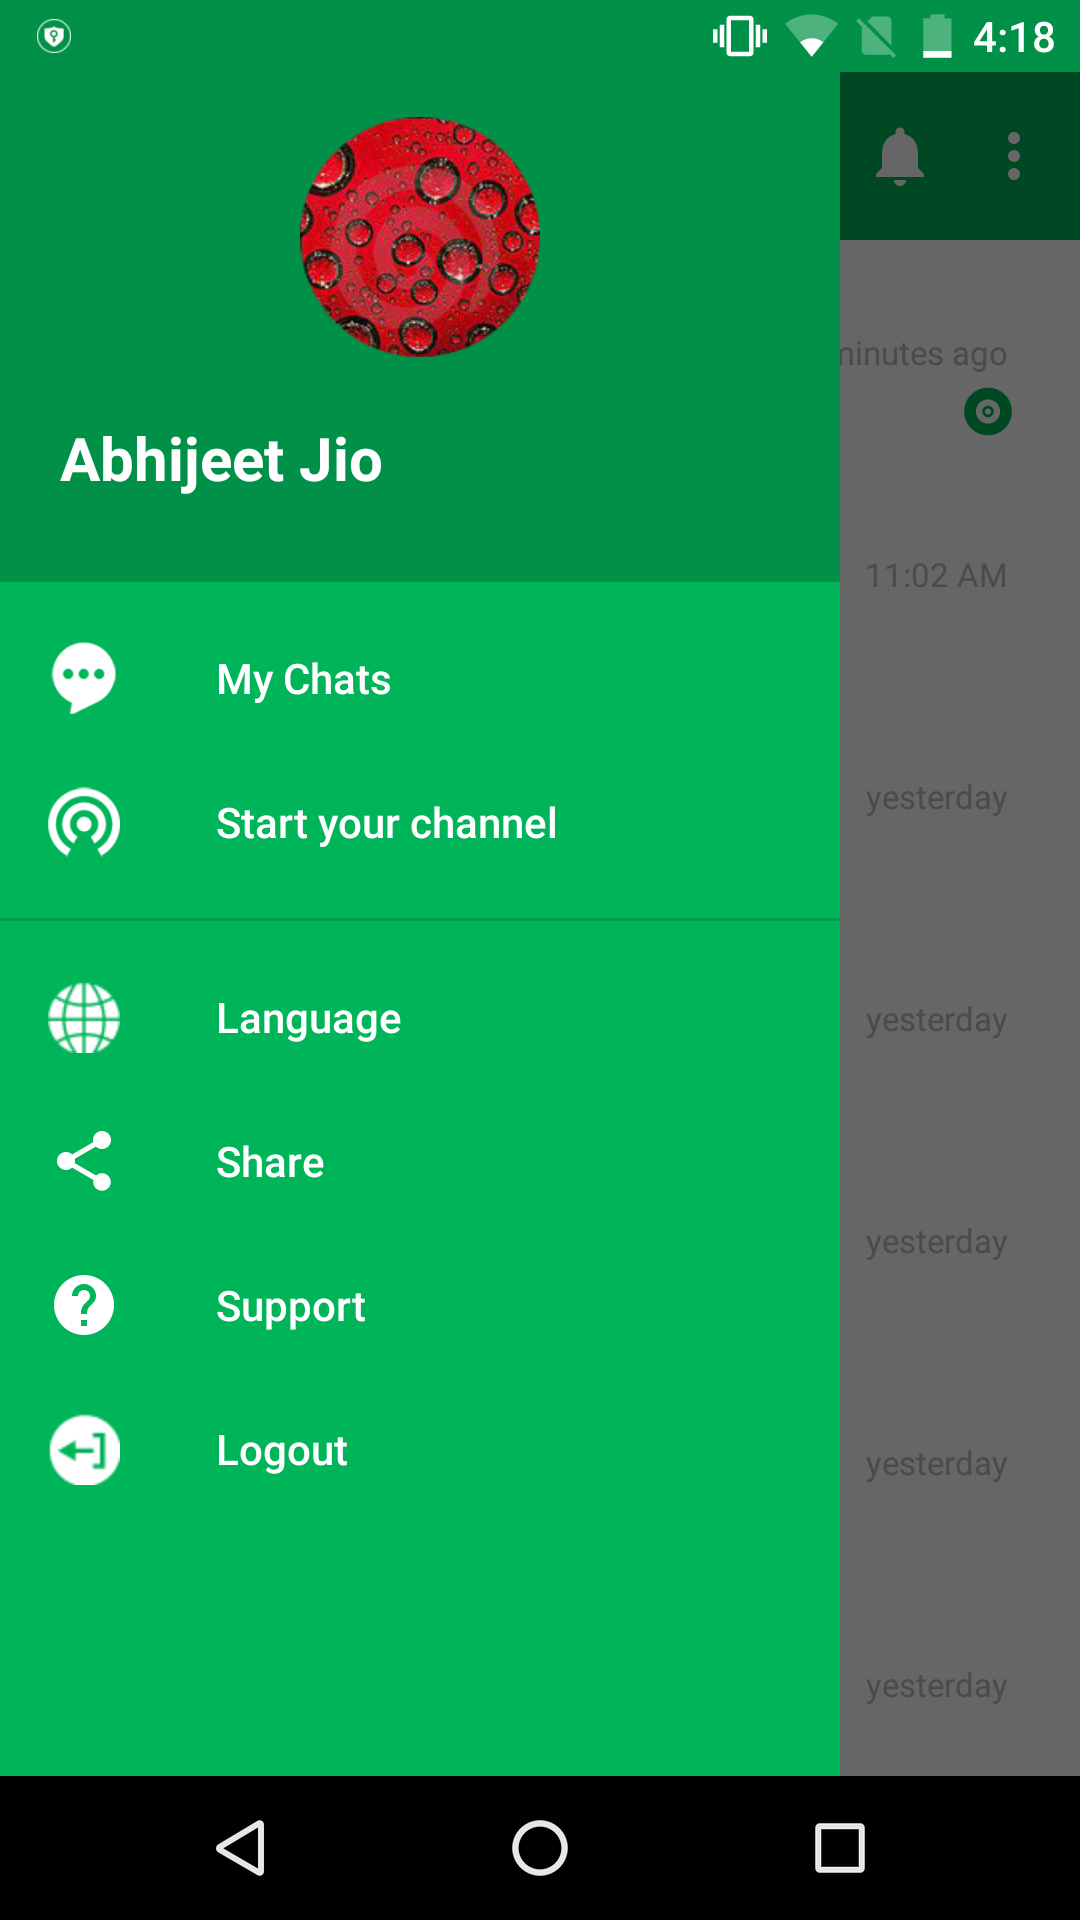 4:18
minutes ago
Abhijeet Jio
11:02 AM
My Chats
yesterday
Start your channel
Language
yesterday
Share
yesterday
Support
Logout
yesterday
yesterday